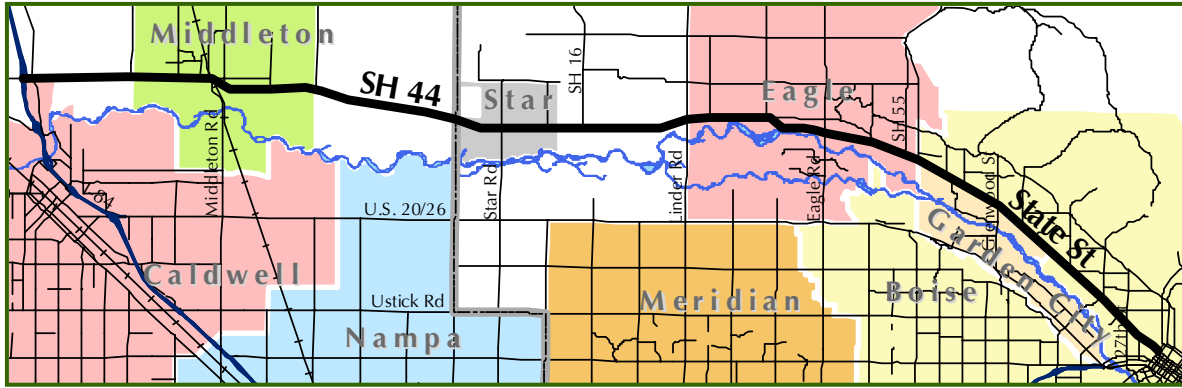 Middleton
SH 44
Star
SH 16
Eagle
SH 55
Middleton Rd
84
U.S. 20/26
Star Rd
Linder Rd
Eagle Rd
Glenwood St
State St
Garden City
Caldwell
Ustick Rd
Nampa
Meridian
Boise